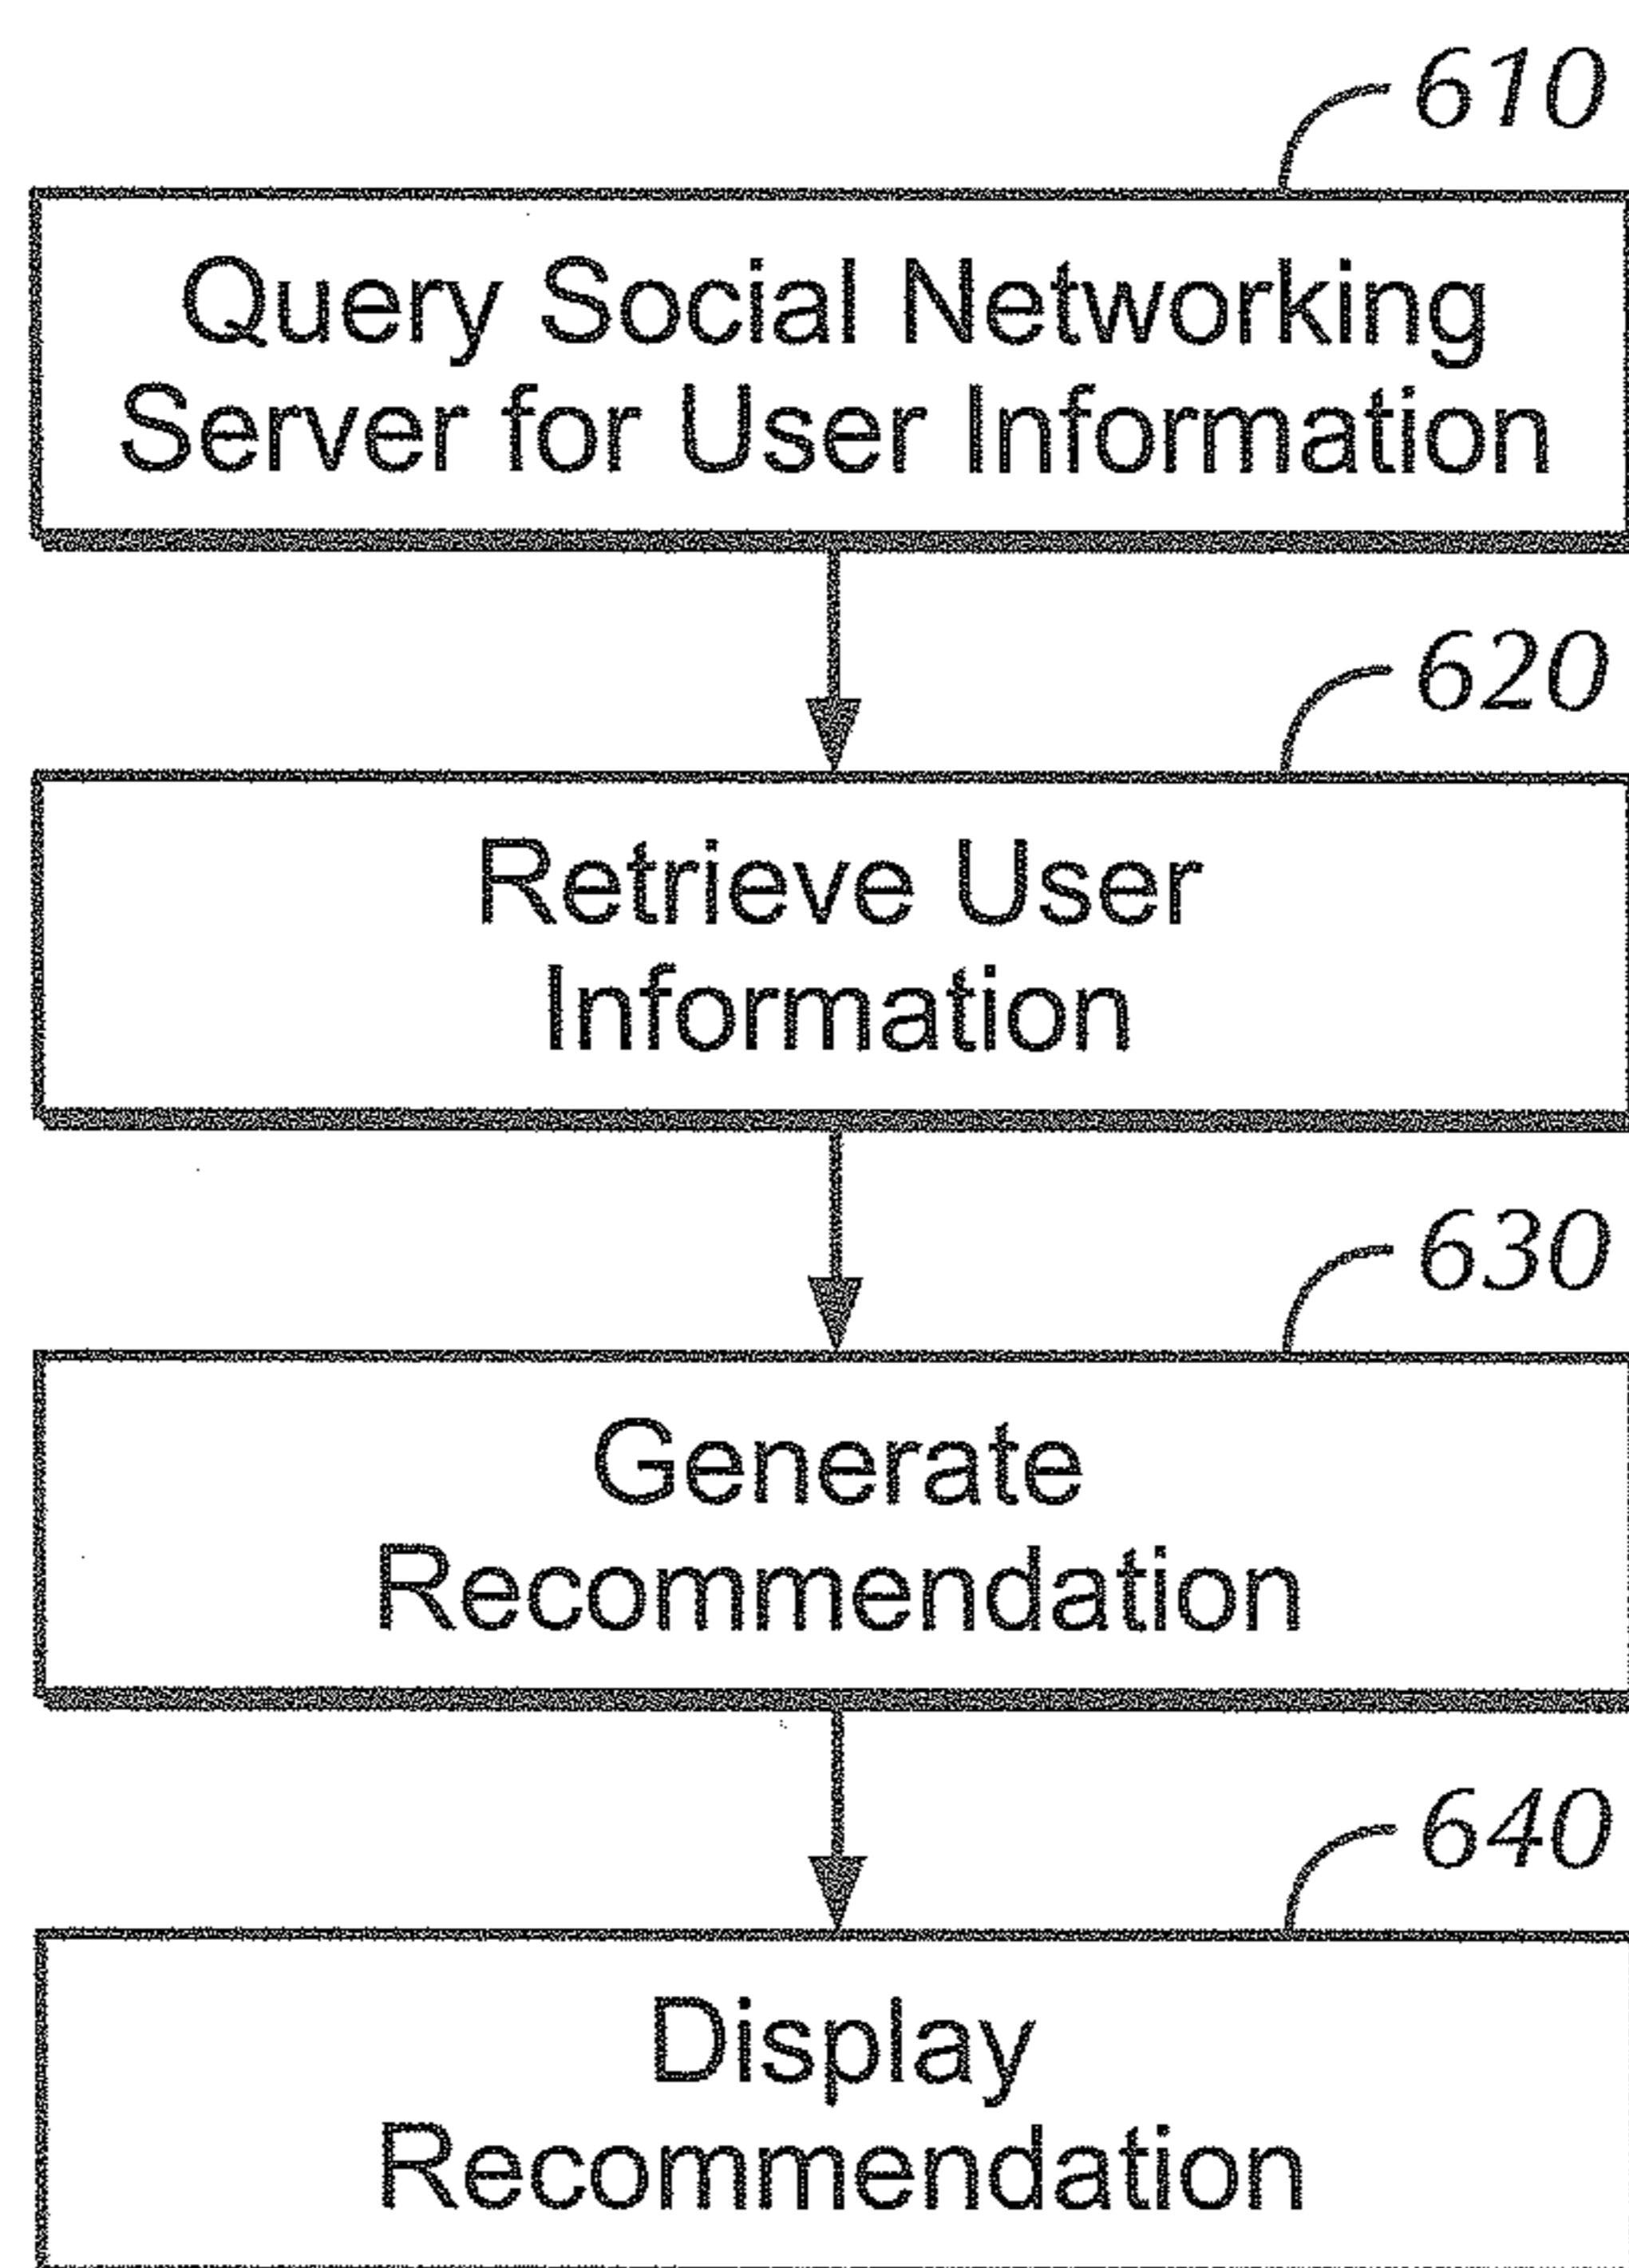 610
Query Social Networking
Server for User Information
620
Retrieve User
Information
630
Generate
Recommendation
640
Display
Recommendation